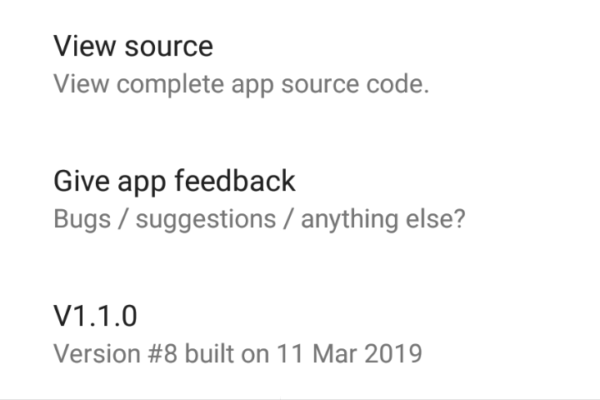 View source
View complete app source code.
Give app feedback
Bugs / suggestions / anything else?
V1.1.0
Version #8 built on 11 Mar 2019